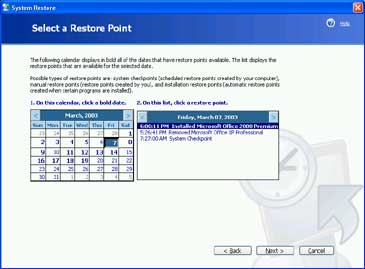 System Restore
Select a Restore Point
Help
The following calendar displays in bold all of the dates that have restore points available. The list displays the
restore points that are available for the selected date.
Possible types of restore points are: system checkpoints (scheduled restore points created by your computer),
manual restore points (restore points created by you), and installation restore points (automatic restore points
created when certain programs are installed).
1. On this calendar, click a bold date.
2. On this list, click a restore point.
< March, 2003 >
Sun Mon Tue Wed Thu Fri Sat
23 24 25 26 27 28 1
2 3 4 5 6 7 8
9 10 11 12 13 14 15
16 17 18 19 20 21 22
23 24 25 26 27 28 29
30 31 1 2 3 4 5
< Friday, March 07, 2003 >
6:00:11 PM Installed Microsoft Office 2000 Premium
5:26:41 PM Removed Microsoft Office XP Professional
7:27:00 AM System Checkpoint
< Back
Next >
Cancel